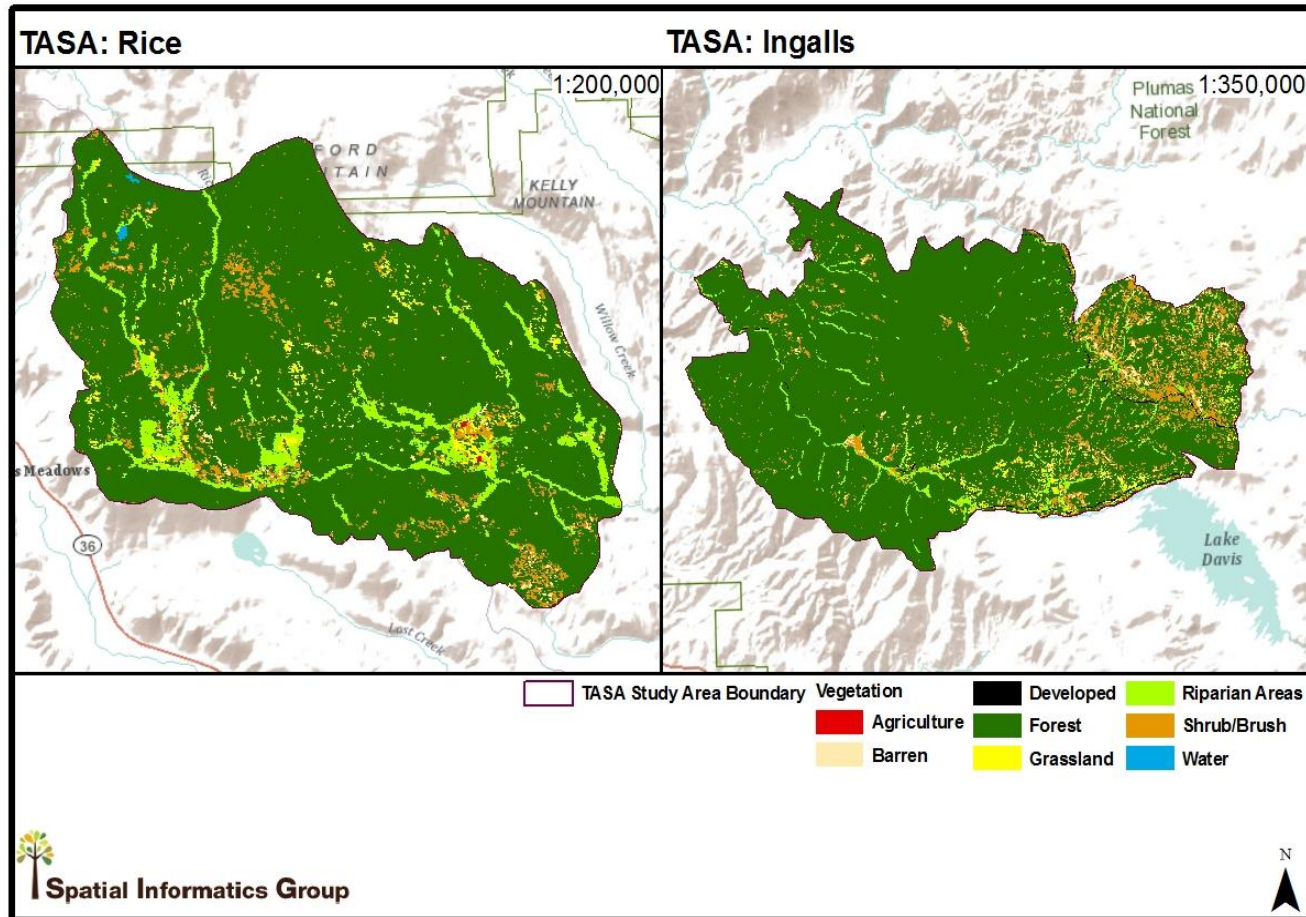 TASA: Rice
TASA: Ingalls
1:200,000
KELLY
MOUNTAIN
Willow Creek
s Meadows
36
Lost Creek
1:350,000
Plumas
National
Forest
Lake
Davis
TASA Study Area Boundary
Vegetation
Agriculture
Barren
Developed
Forest
Grassland
Riparian Areas
Shrub/Brush
Water
Spatial Informatics Group
N